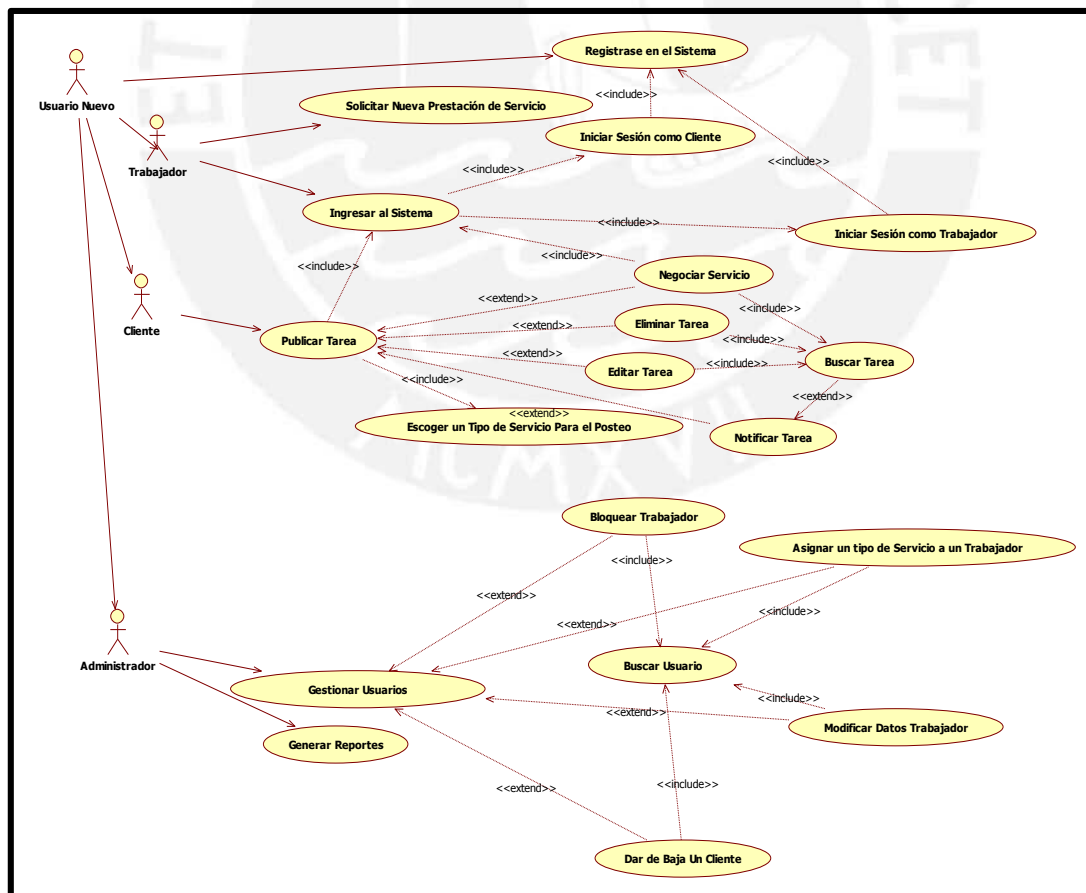 Registrase en el Sistema
Usuario Nuevo
<<include>>
Solicitar Nueva Prestación de Servicio
Iniciar Sesión como Cliente
<<include>>
Trabajador
<<include>>
Ingresar al Sistema
<<include>>
Iniciar Sesión como Trabajador
<<include>>
<<include>>
Negociar Servicio
<<extend>>
Cliente
Eliminar Tarea
<<extend>>
Publicar Tarea
<<include>>
<<extend>>
Editar Tarea
<<include>>
Buscar Tarea
<<include>>
<<extend>>
<<extend>>
Escoger un Tipo de Servicio Para el Posteo
Notificar Tarea
MCMXVII
Bloquear Trabajador
Asignar un tipo de Servicio a un Trabajador
<<include>>
<<extend>>
<<extend>>
<<include>>
Administrador
Buscar Usuario
Gestionar Usuarios
<<include>>
<<extend>>
Modificar Datos Trabajador
Generar Reportes
<<include>>
<<extend>>
Dar de Baja Un Cliente